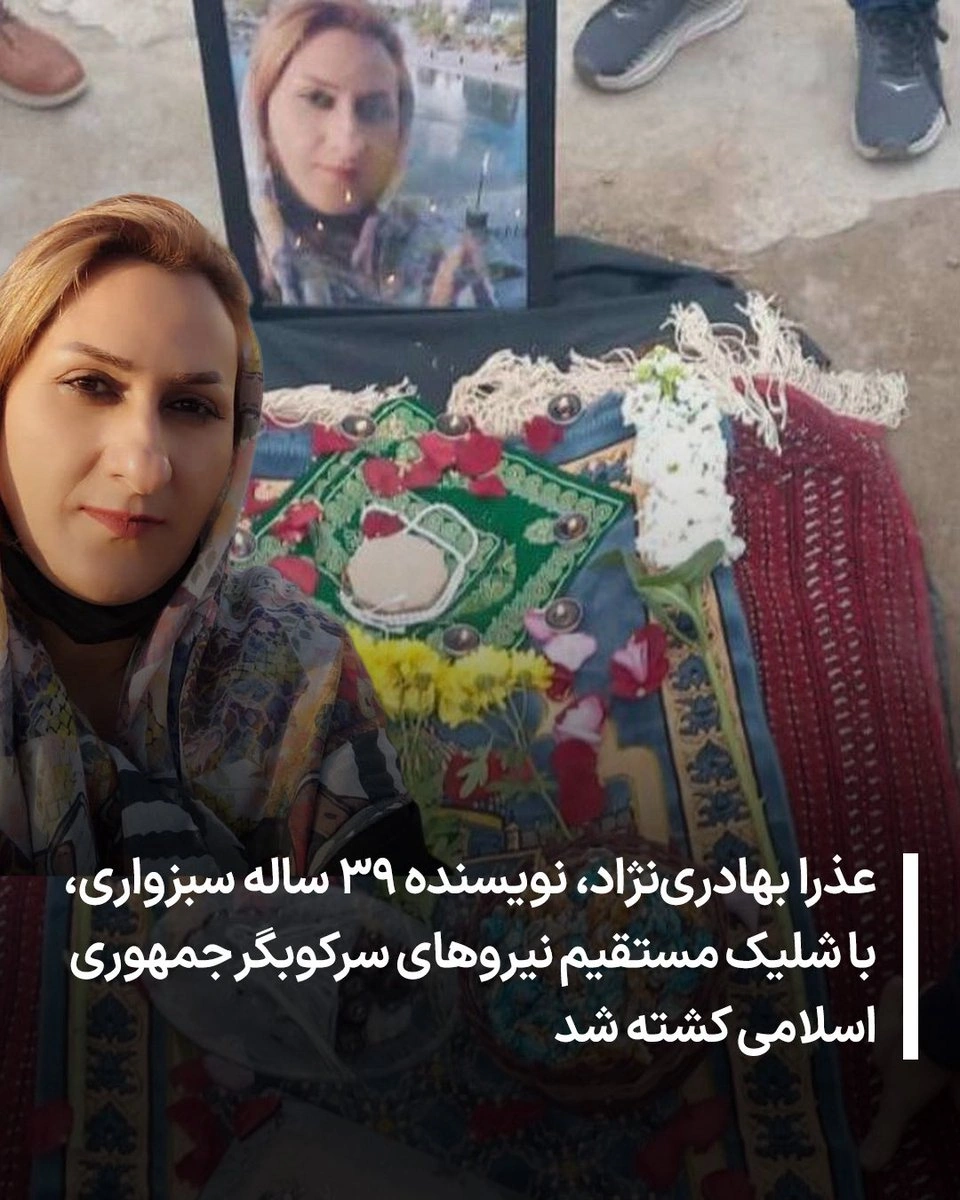 عذرا بهادری‌نژاد، نویسنده ۳۹ ساله سبزواری،
با شلیک مستقیم نیروهای سرکوبگر جمهوری
اسلامی کشته شد